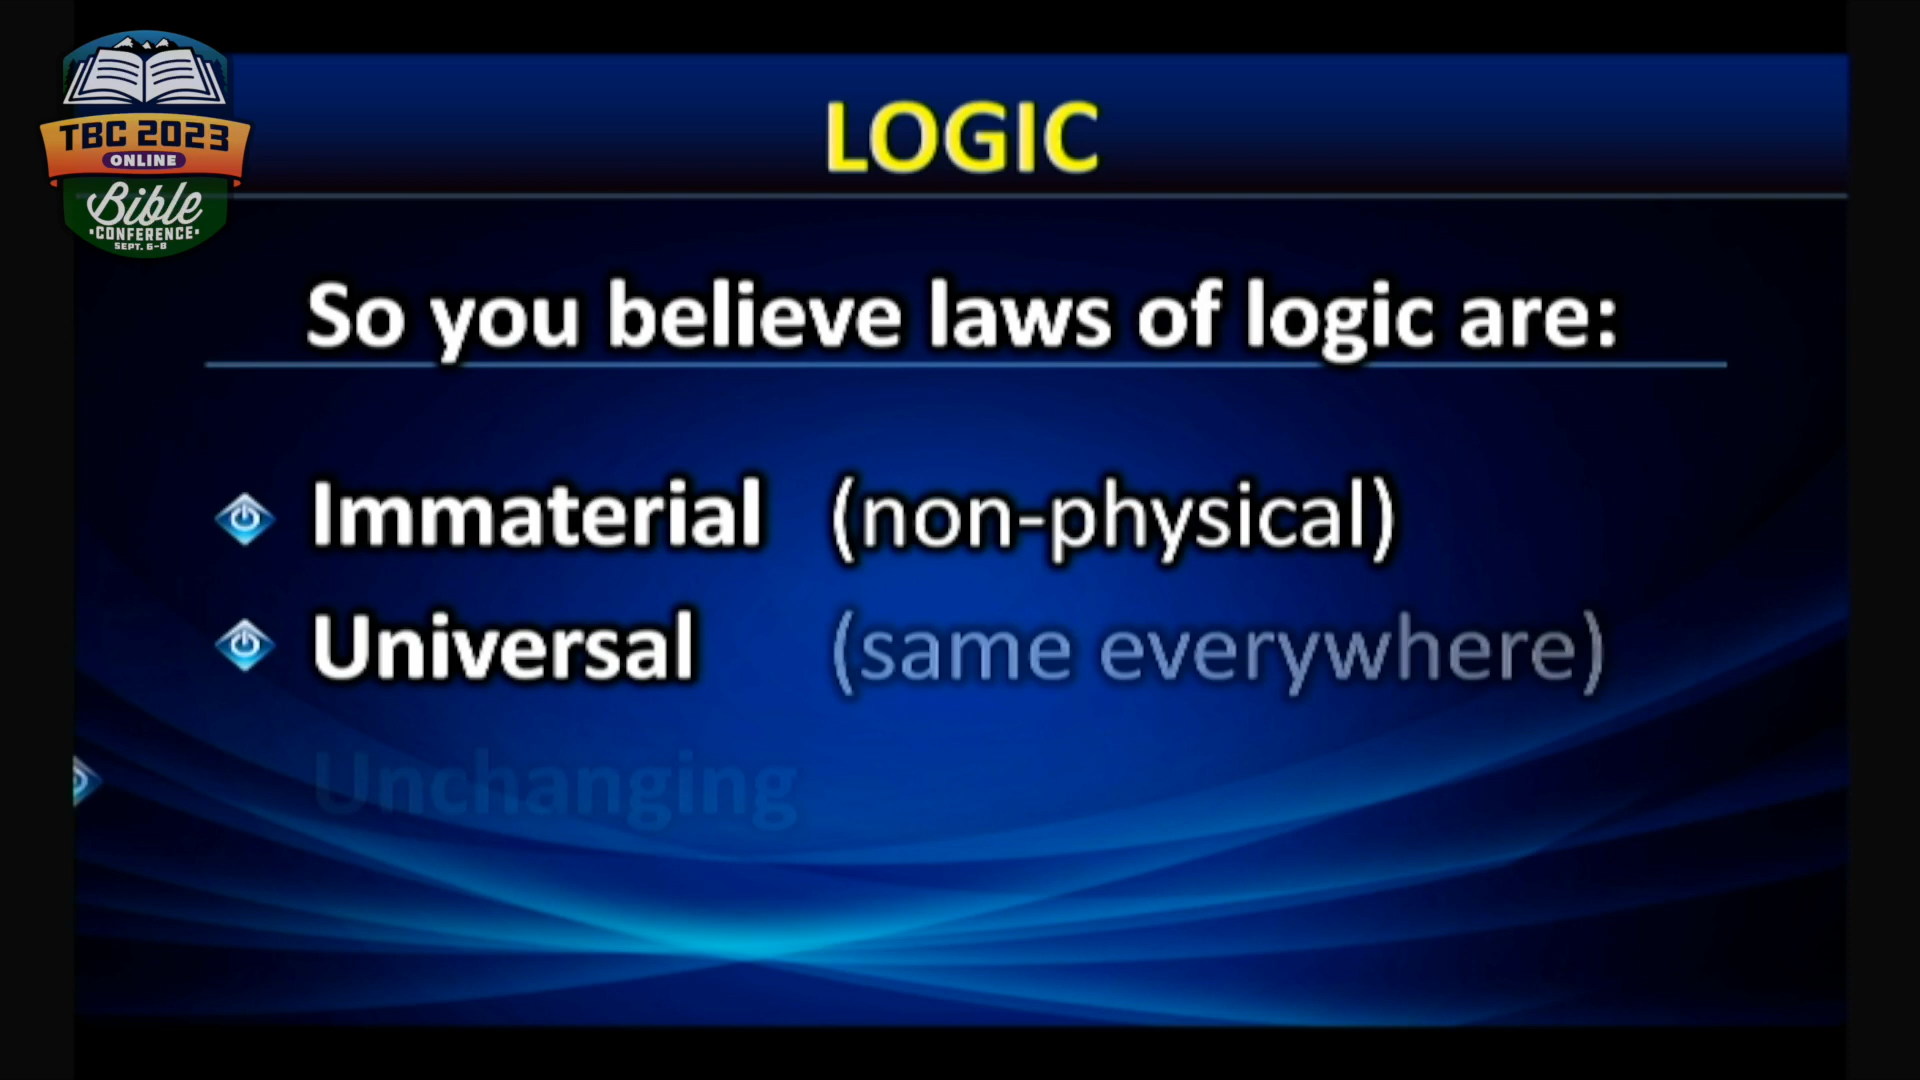 TBC 2023
ONLINE
Bible
CONFERENCE
SEPT. 6-8
LOGIC
So you believe laws of logic are:
Immaterial (non-physical)
Universal (same everywhere)
Unchanging